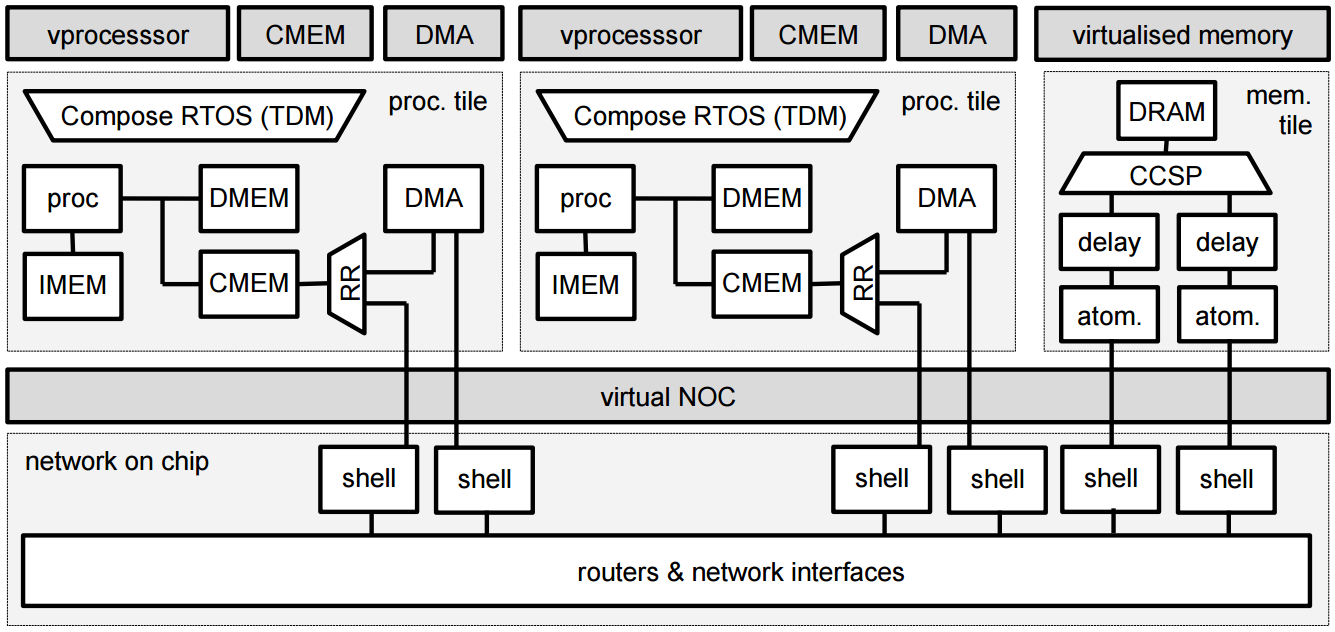 vprocesssor
CMEM
DMA
vprocesssor
CMEM
DMA
virtualised memory
Compose RTOS (TDM)
proc. tile
proc
DMEM
DMA
IMEM
CMEM
RR
Compose RTOS (TDM)
proc. tile
proc
DMEM
DMA
IMEM
CMEM
RR
mem.
tile
DRAM
CCSP
delay
delay
atom.
atom.
virtual NOC
network on chip
shell
shell
shell
shell
shell
shell
routers & network interfaces